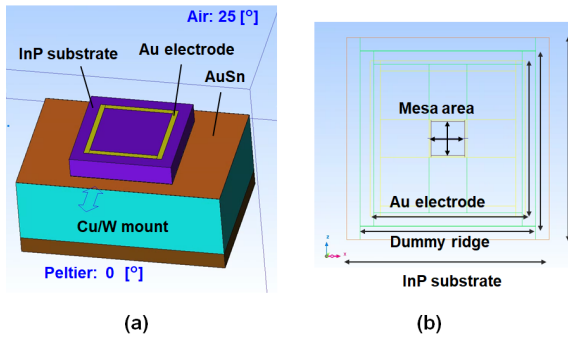 Air: 25 [°]
InP substrate
Au electrode
AuSn
Cu/W mount
Peltier: 0 [°]
(a)
Mesa area
Au electrode
Dummy ridge
InP substrate
(b)